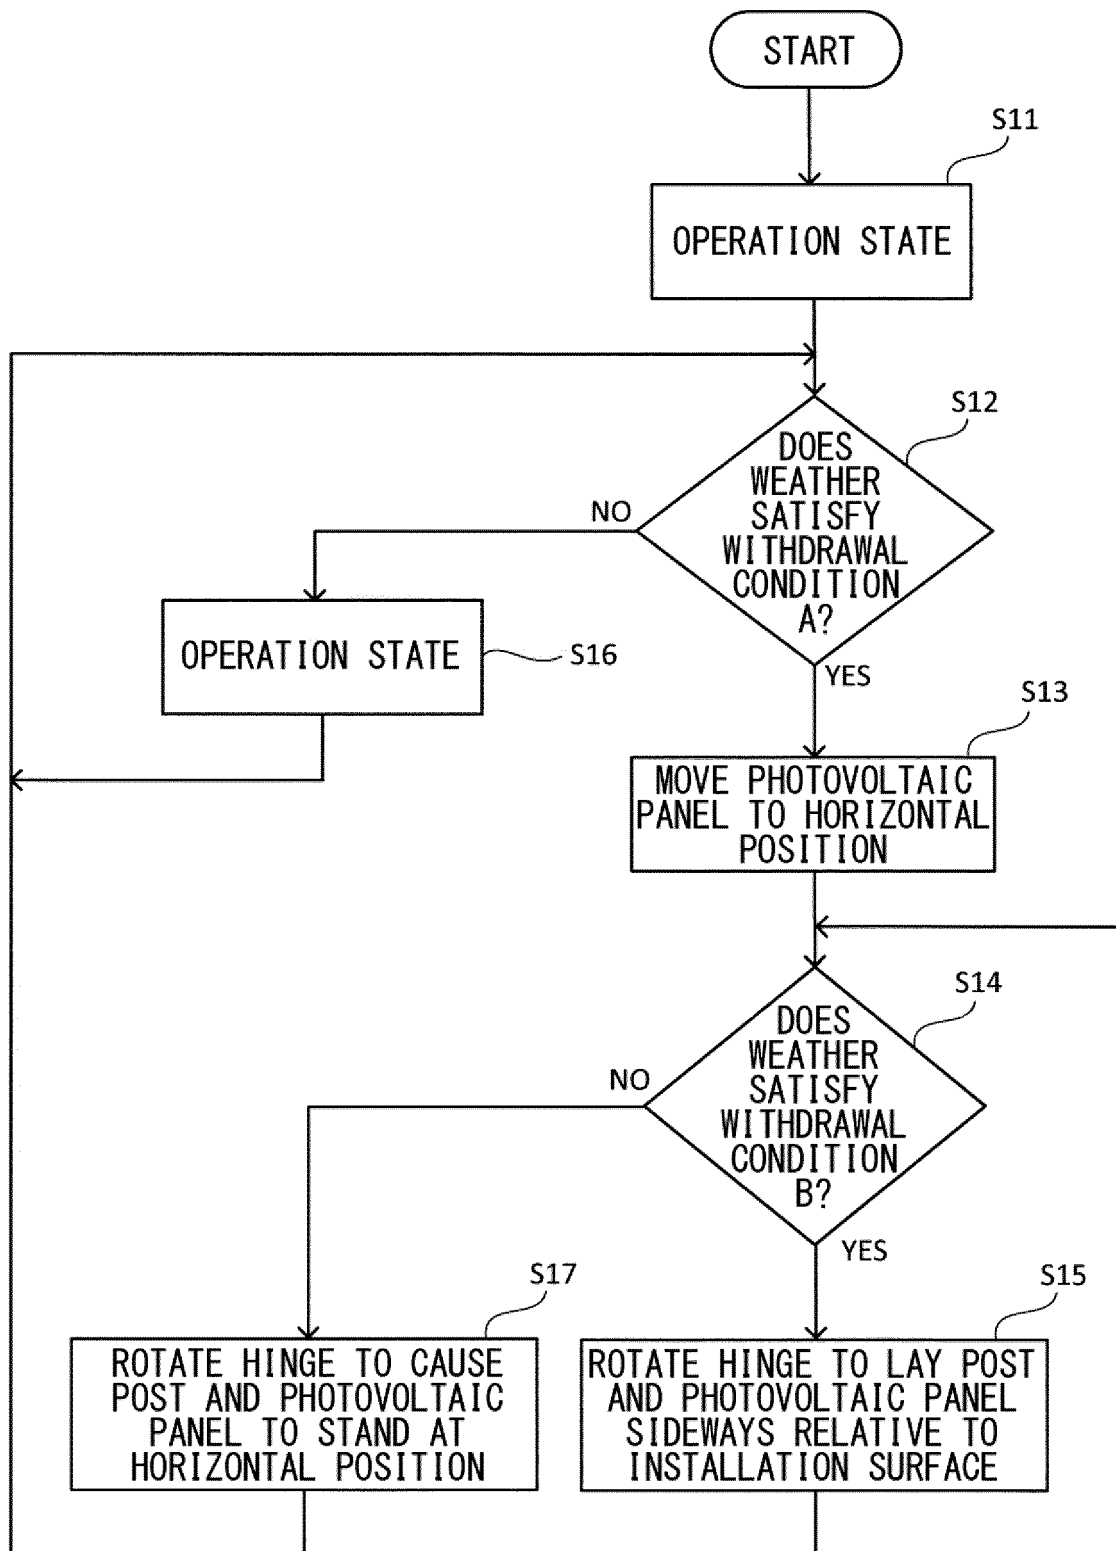 START
S11
OPERATION STATE
S12
DOES
WEATHER
SATISFY
WITHDRAWAL
CONDITION
A?
NO
YES
OPERATION STATE
S16
S13
MOVE PHOTOVOLTAIC
PANEL TO HORIZONTAL
POSITION
S14
DOES
WEATHER
SATISFY
WITHDRAWAL
CONDITION
B?
NO
YES
S17
ROTATE HINGE TO CAUSE
POST AND PHOTOVOLTAIC
PANEL TO STAND AT
HORIZONTAL POSITION
S15
ROTATE HINGE TO LAY POST
AND PHOTOVOLTAIC PANEL
SIDEWAYS RELATIVE TO
INSTALLATION SURFACE